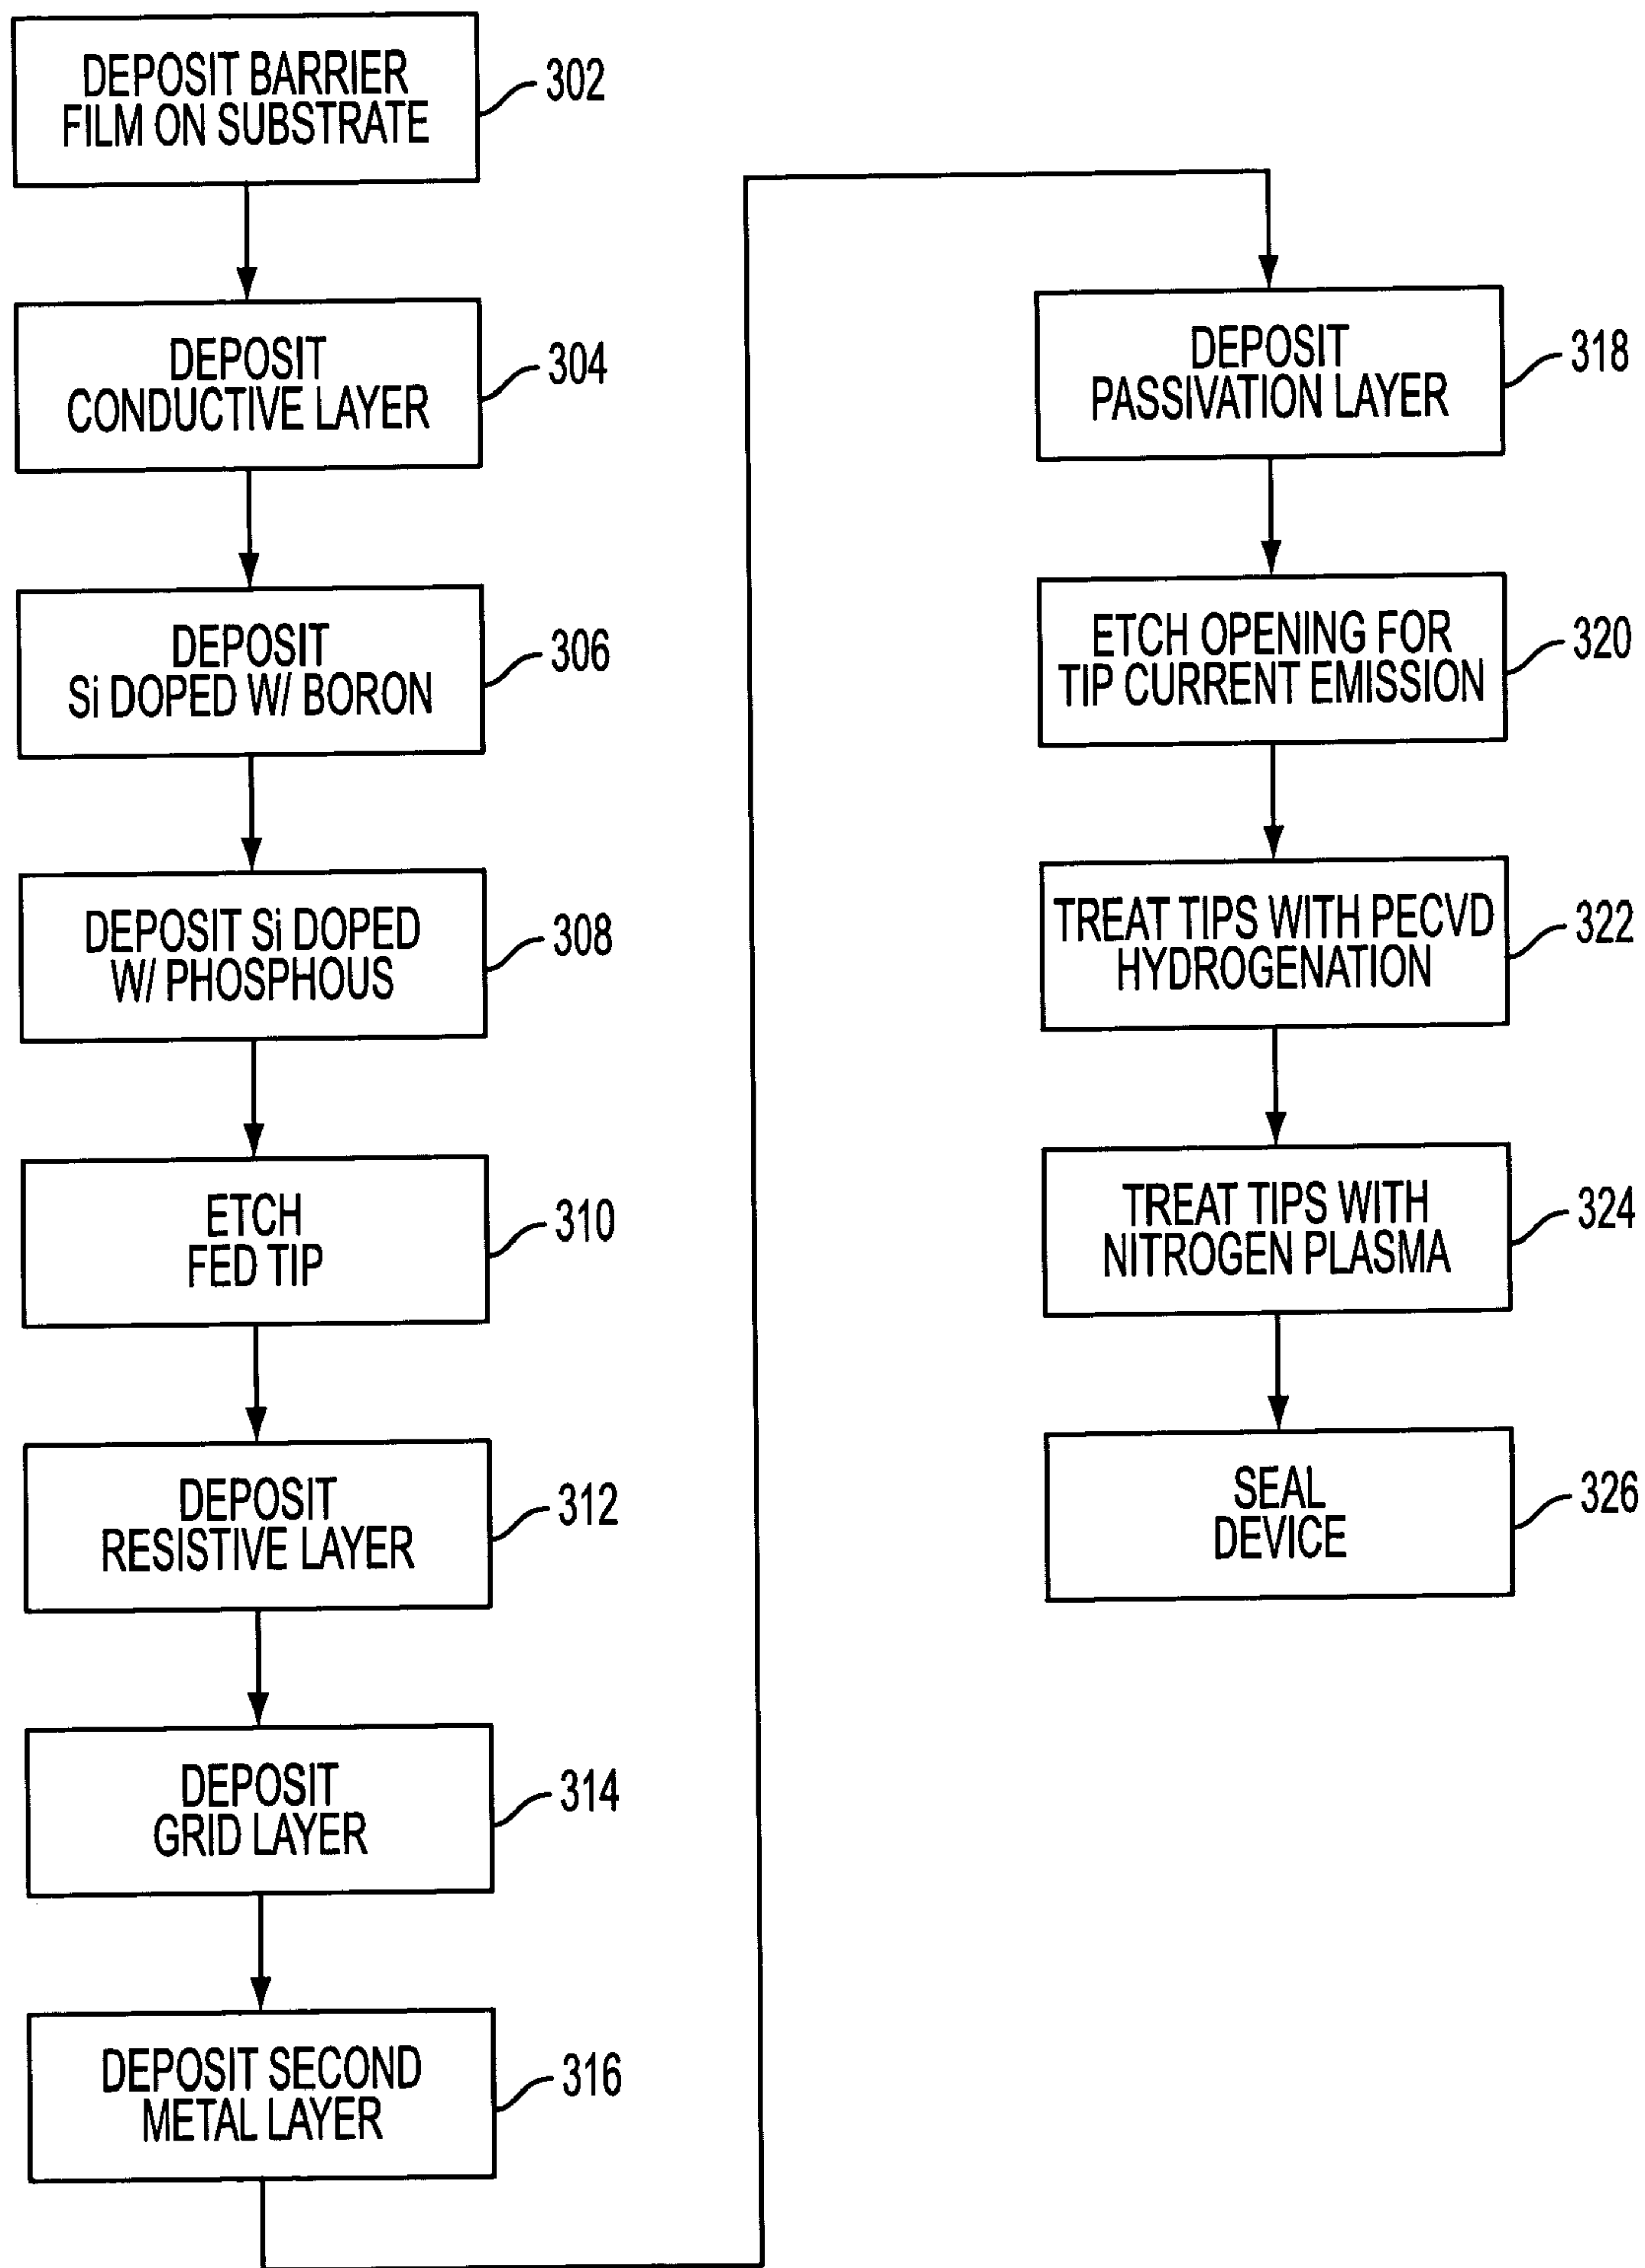 DEPOSIT BARRIER
FILM ON SUBSTRATE
302
DEPOSIT
CONDUCTIVE LAYER
304
DEPOSIT
Si DOPED W/ BORON
306
DEPOSIT Si DOPED
W/ PHOSPHOUS
308
ETCH
FED TIP
310
DEPOSIT
RESISTIVE LAYER
312
DEPOSIT
GRID LAYER
314
DEPOSIT SECOND
METAL LAYER
316
DEPOSIT
PASSIVATION LAYER
318
ETCH OPENING FOR
TIP CURRENT EMISSION
320
TREAT TIPS WITH PECVD
HYDROGENATION
322
TREAT TIPS WITH
NITROGEN PLASMA
324
SEAL
DEVICE
326